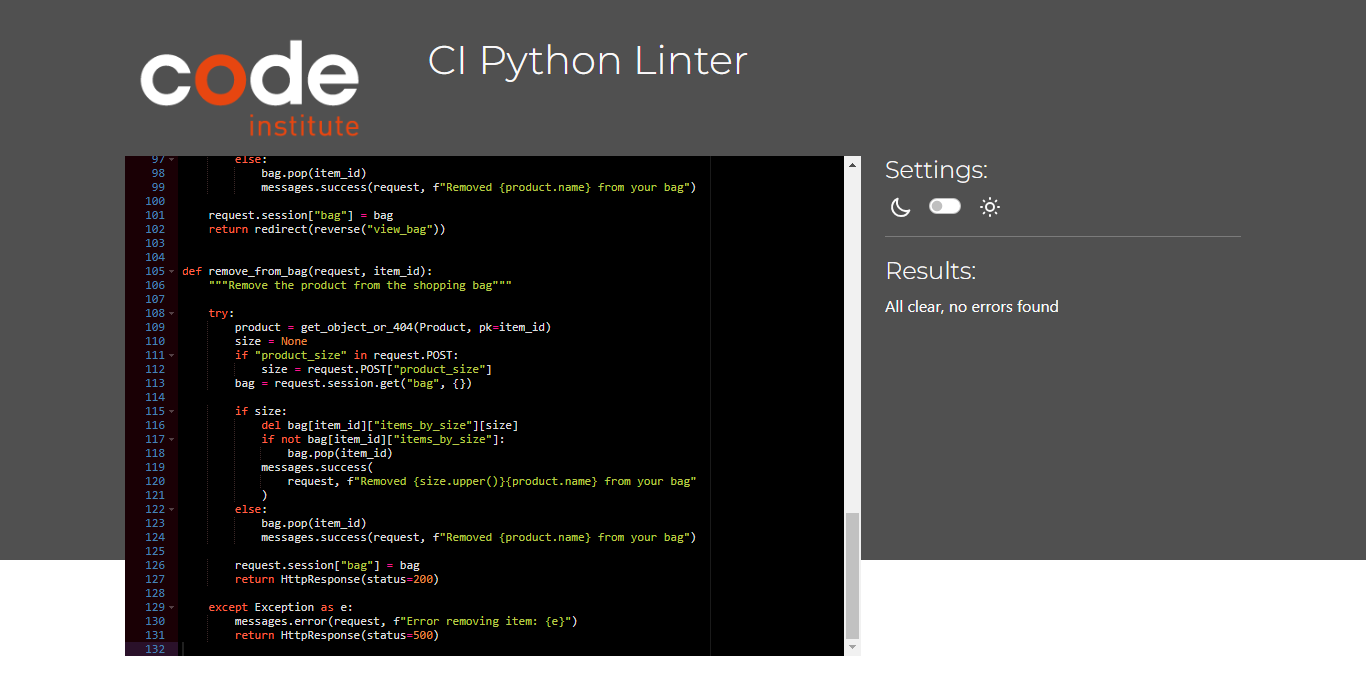 code
institute
CI Python Linter
97         else:
98             bag.pop(item_id)
99             messages.success(request, f"Removed {product.name} from your bag")
100
101     request.session["bag"] = bag
102     return redirect(reverse("view_bag"))
103
104
105 def remove_from_bag(request, item_id):
106     """Remove the product from the shopping bag"""
107
108     try:
109         product = get_object_or_404(Product, pk=item_id)
110         size = None
111         if "product_size" in request.POST:
112             size = request.POST["product_size"]
113         bag = request.session.get("bag", {})
114
115         if size:
116             del bag[item_id]["items_by_size"][size]
117             if not bag[item_id]["items_by_size"]:
118                 bag.pop(item_id)
119             messages.success(
120                 request, f"Removed {size.upper()}{product.name} from your bag"
121             )
122         else:
123             bag.pop(item_id)
124             messages.success(request, f"Removed {product.name} from your bag")
125
126         request.session["bag"] = bag
127         return HttpResponse(status=200)
128
129     except Exception as e:
130         messages.error(request, f"Error removing item: {e}")
131         return HttpResponse(status=500)
132
Settings:
Results:
All clear, no errors found